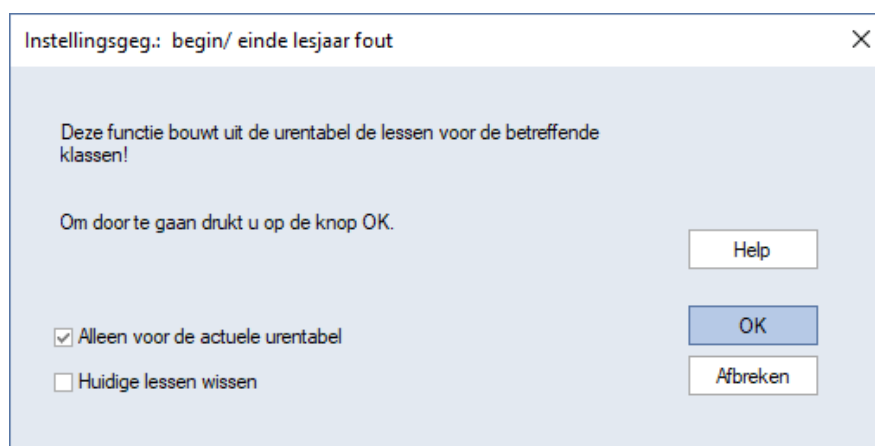 Instellingsgeg.: begin/ einde lesjaar fout
Deze functie bouwt uit de urentabel de lessen voor de betreffende
klassen!
Om door te gaan drukt u op de knop OK.
Help
Alleen voor de actuele urentabel
OK
Huidige lessen wissen
Afbreken